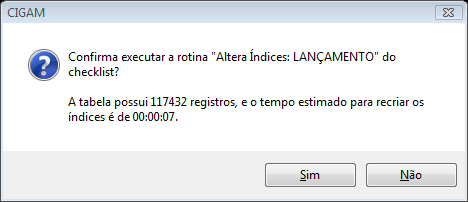 CIGAM
Confirma executar a rotina "Altera Índices: LANÇAMENTO" do
checklist?
A tabela possui 117432 registros, e o tempo estimado para recriar os
índices é de 00:00:07.
Sim
Não